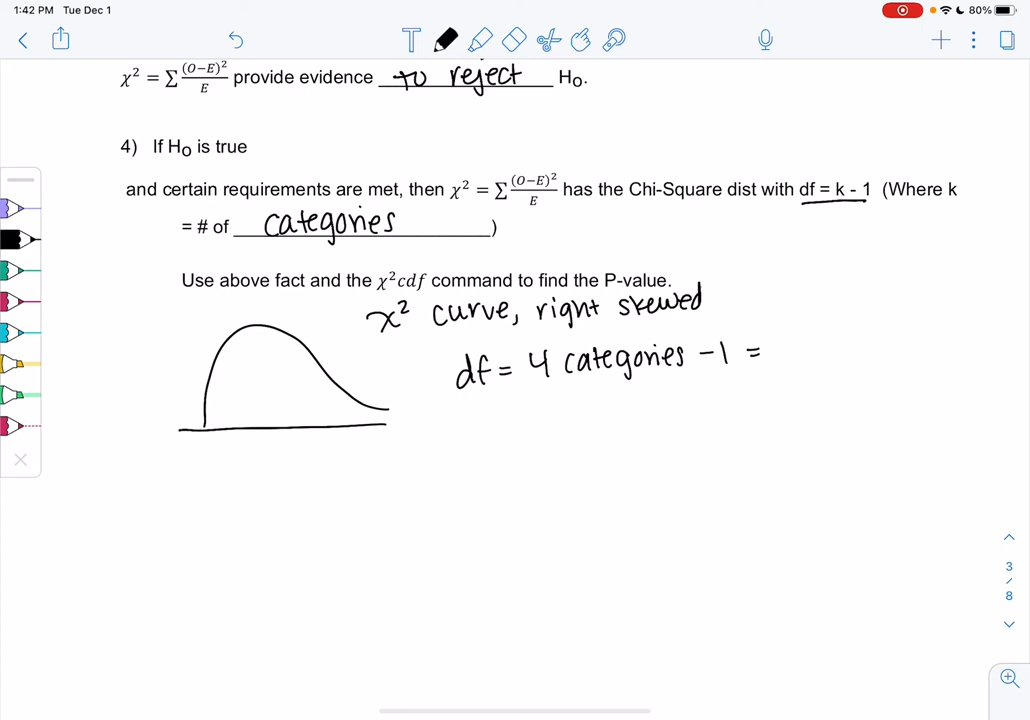 1:42 PM Tue Dec 1
80%
T
χ² = Σ (O−E)²/E provide evidence to reject H₀.
4) If H₀ is true
and certain requirements are met, then χ² = Σ (O−E)²/E has the Chi-Square dist with df = k - 1 (Where k
= # of categories )
Use above fact and the χ²cdf command to find the P-value.
x² curve, right skewed
df = 4 categories -1 =
3
/
8